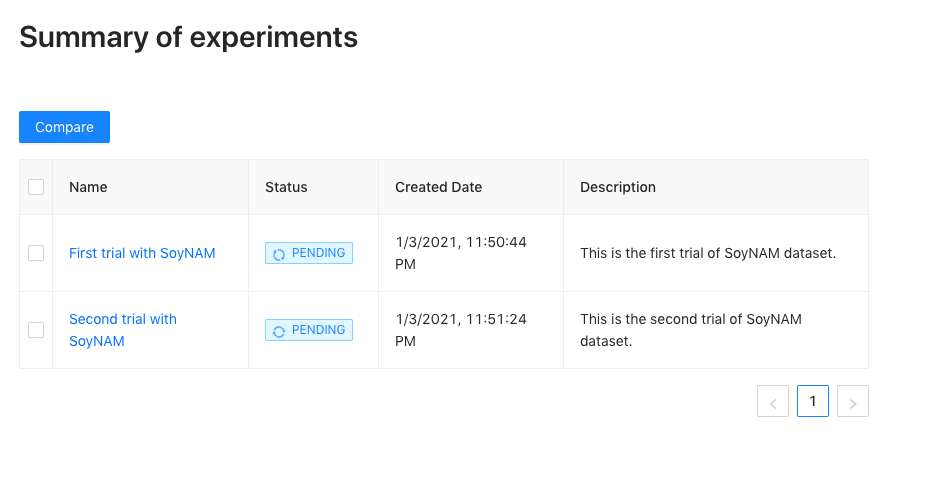 Summary of experiments
Compare
Name Status Created Date Description
First trial with SoyNAM PENDING 1/3/2021, 11:50:44 PM This is the first trial of SoyNAM dataset.
Second trial with SoyNAM PENDING 1/3/2021, 11:51:24 PM This is the second trial of SoyNAM dataset.
< 1 >